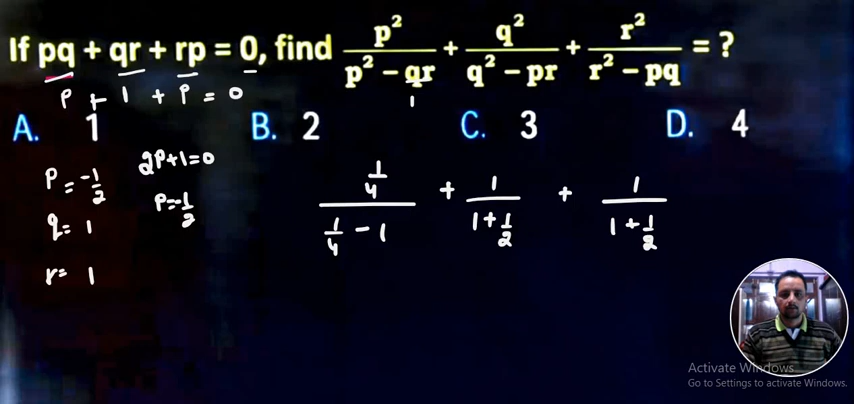 If pq + qr + rp = 0, find p²/(p² − qr) + q²/(q² − pr) + r²/(r² − pq) = ?
P + 1 + P = 0
1
A. 1 B. 2 C. 3 D. 4
P = -1/2
2P+1=0
P=-1/2
q = 1
r = 1
(1/4)/(1/4 − 1) + 1/(1 + 1/2) + 1/(1 + 1/2)
Activate Windows
Go to Settings to activate Windows.